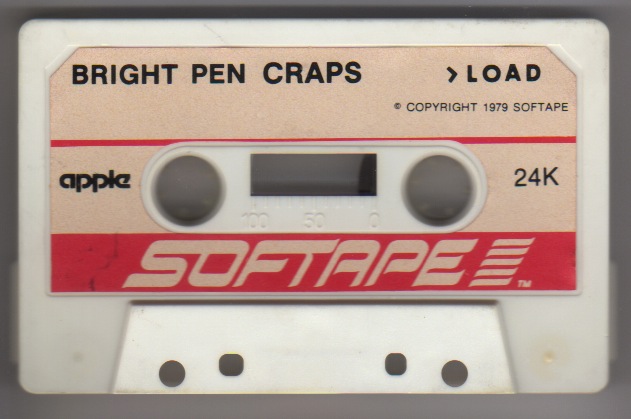 BRIGHT PEN CRAPS >LOAD
© COPYRIGHT 1979 SOFTAPE
apple 24K
100 50 0
SOFTAPE TM